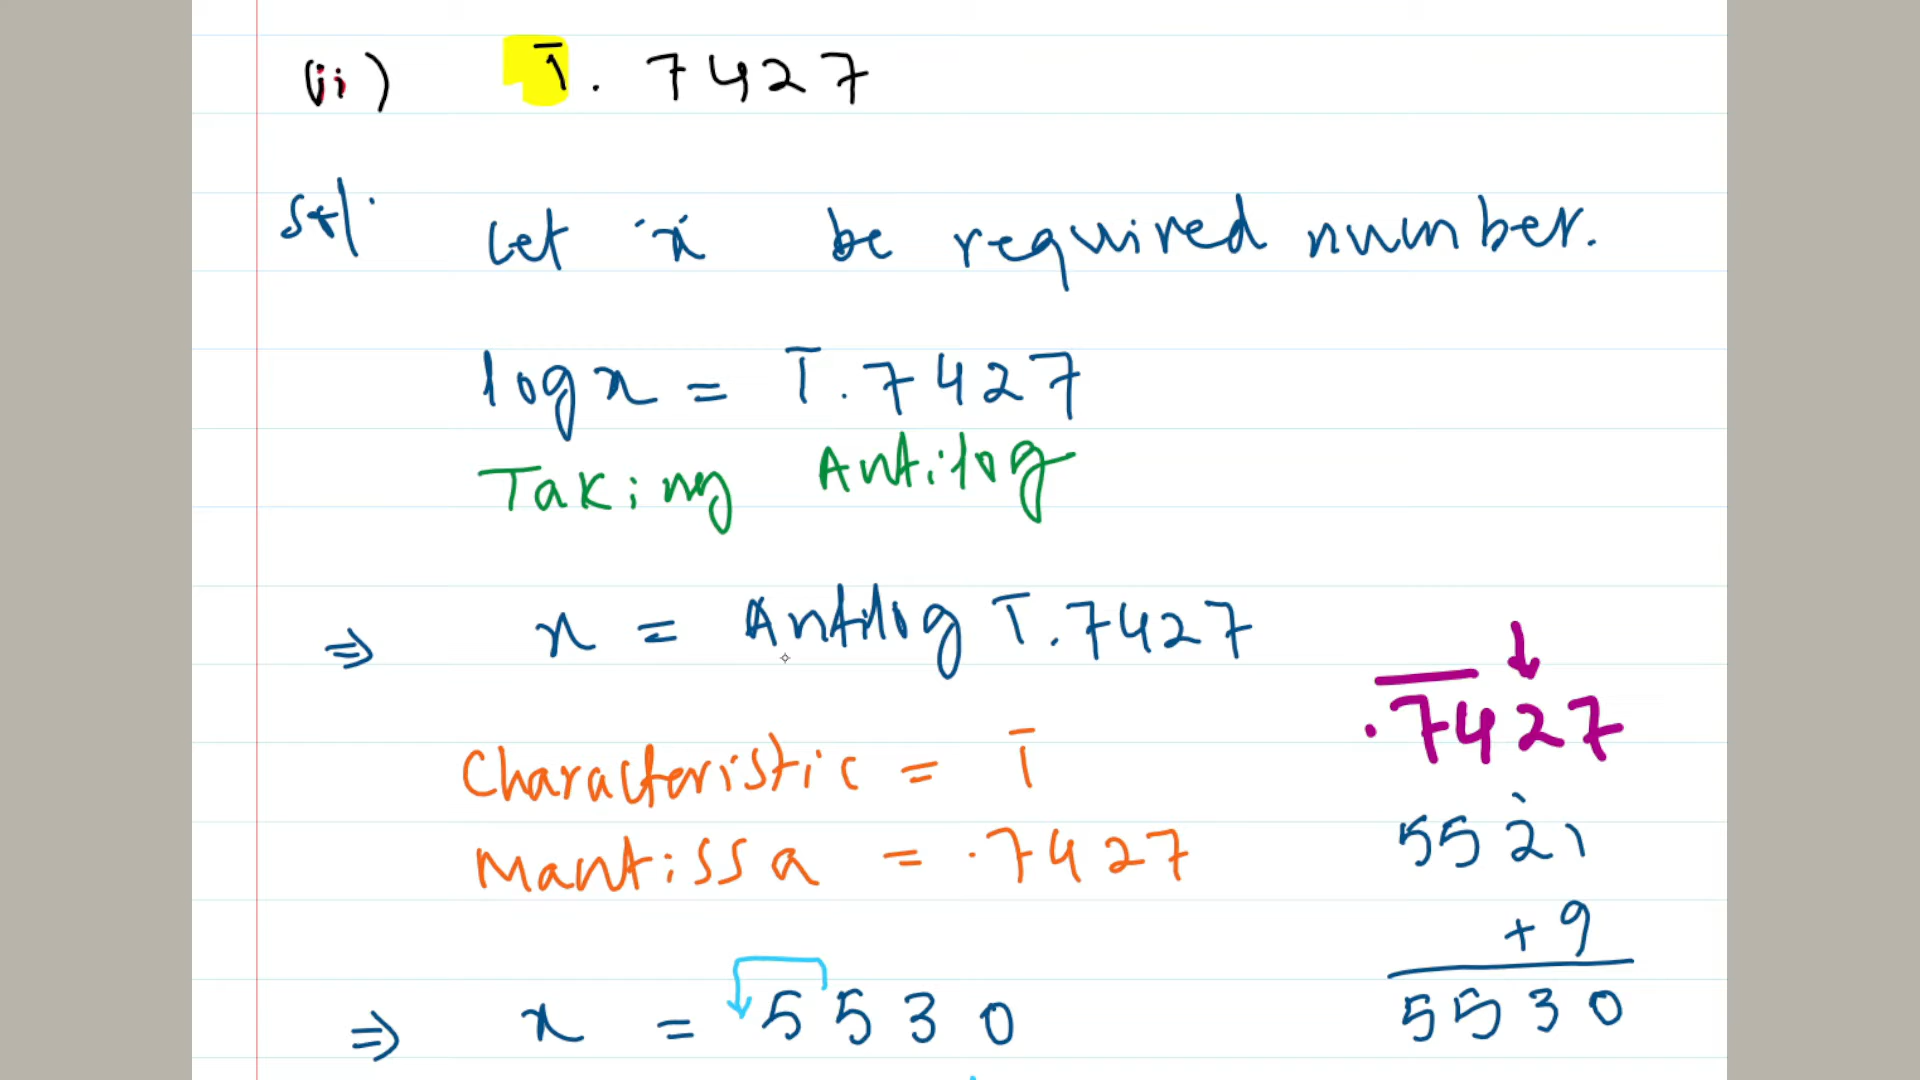 (ii) 1̅.7427
Sol. Let 'x' be required number.
log x = 1̅.7427
Taking Antilog
⇒ x = Antilog 1̅.7427
Characteristic = 1̅
Mantissa = .7427
⇒ x = 5530
.7427
5521
+ 9
5530